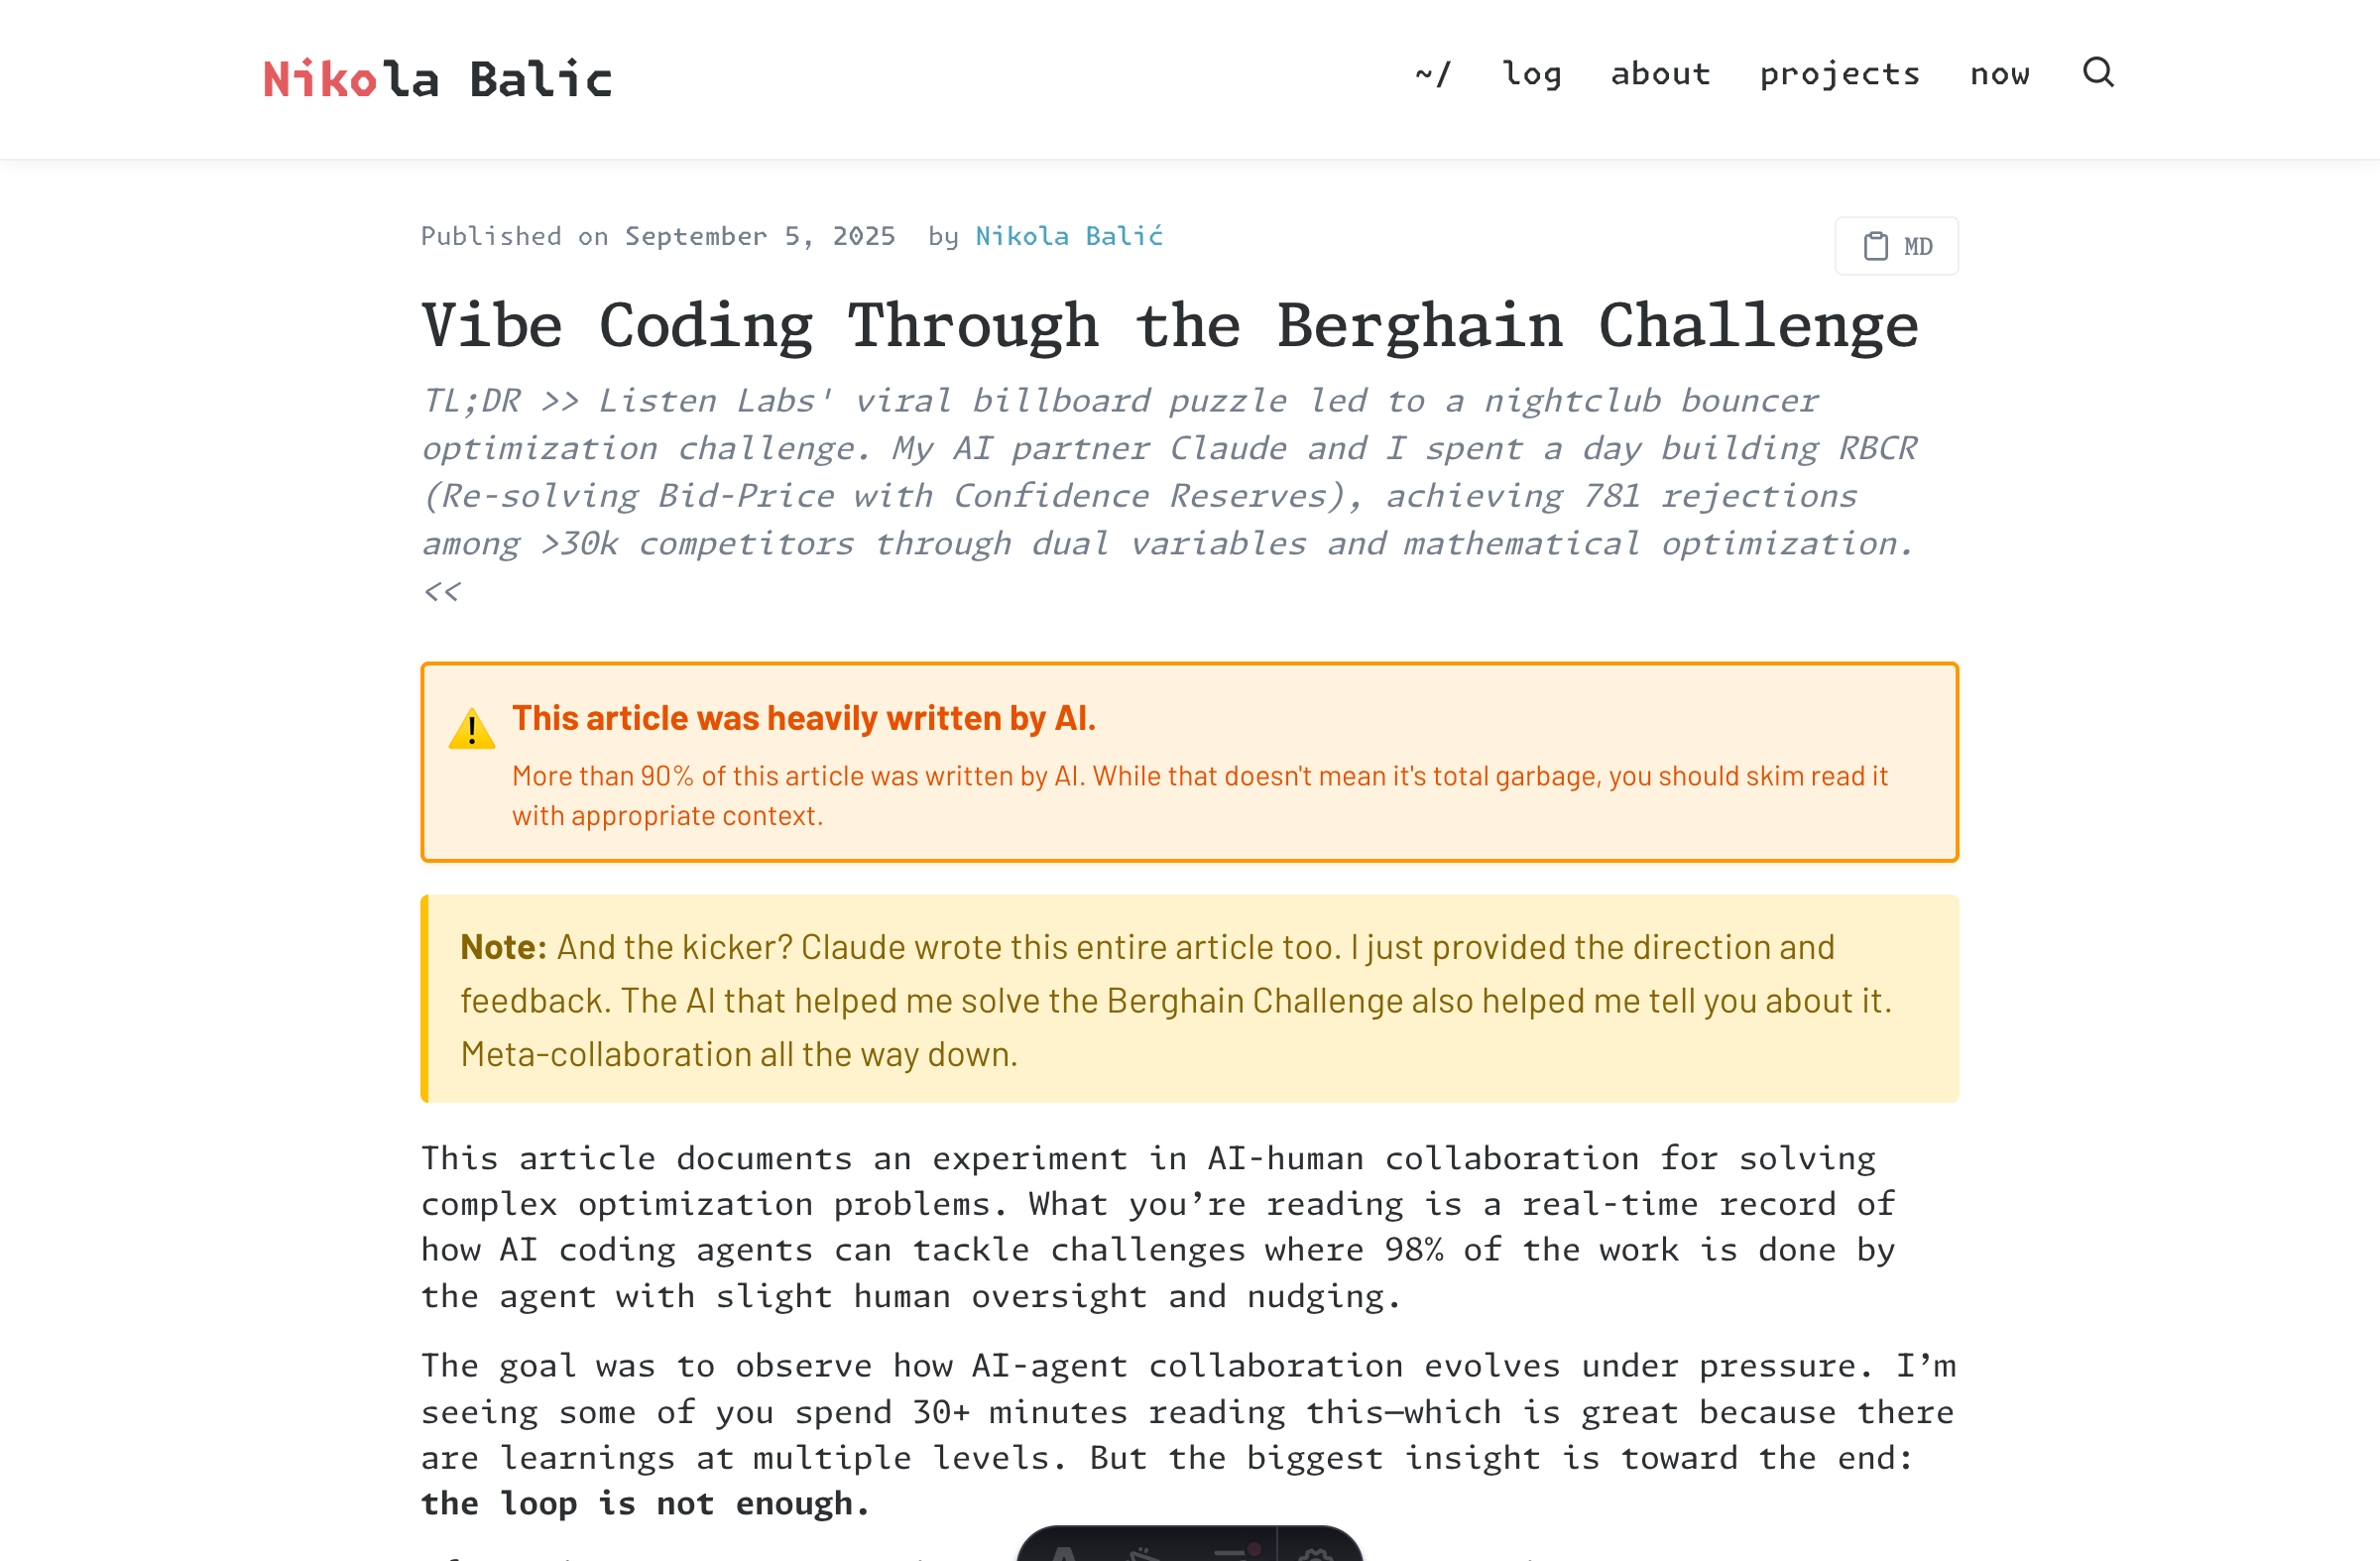 Nikola Balic
~/ log about projects now
Published on September 5, 2025 by Nikola Balić
MD
Vibe Coding Through the Berghain Challenge
TL;DR >> Listen Labs' viral billboard puzzle led to a nightclub bouncer
optimization challenge. My AI partner Claude and I spent a day building RBCR
(Re-solving Bid-Price with Confidence Reserves), achieving 781 rejections
among >30k competitors through dual variables and mathematical optimization.
<<
This article was heavily written by AI.
More than 90% of this article was written by AI. While that doesn't mean it's total garbage, you should skim read it
with appropriate context.
Note: And the kicker? Claude wrote this entire article too. I just provided the direction and
feedback. The AI that helped me solve the Berghain Challenge also helped me tell you about it.
Meta-collaboration all the way down.
This article documents an experiment in AI-human collaboration for solving
complex optimization problems. What you’re reading is a real-time record of
how AI coding agents can tackle challenges where 98% of the work is done by
the agent with slight human oversight and nudging.
The goal was to observe how AI-agent collaboration evolves under pressure. I’m
seeing some of you spend 30+ minutes reading this—which is great because there
are learnings at multiple levels. But the biggest insight is toward the end:
the loop is not enough.